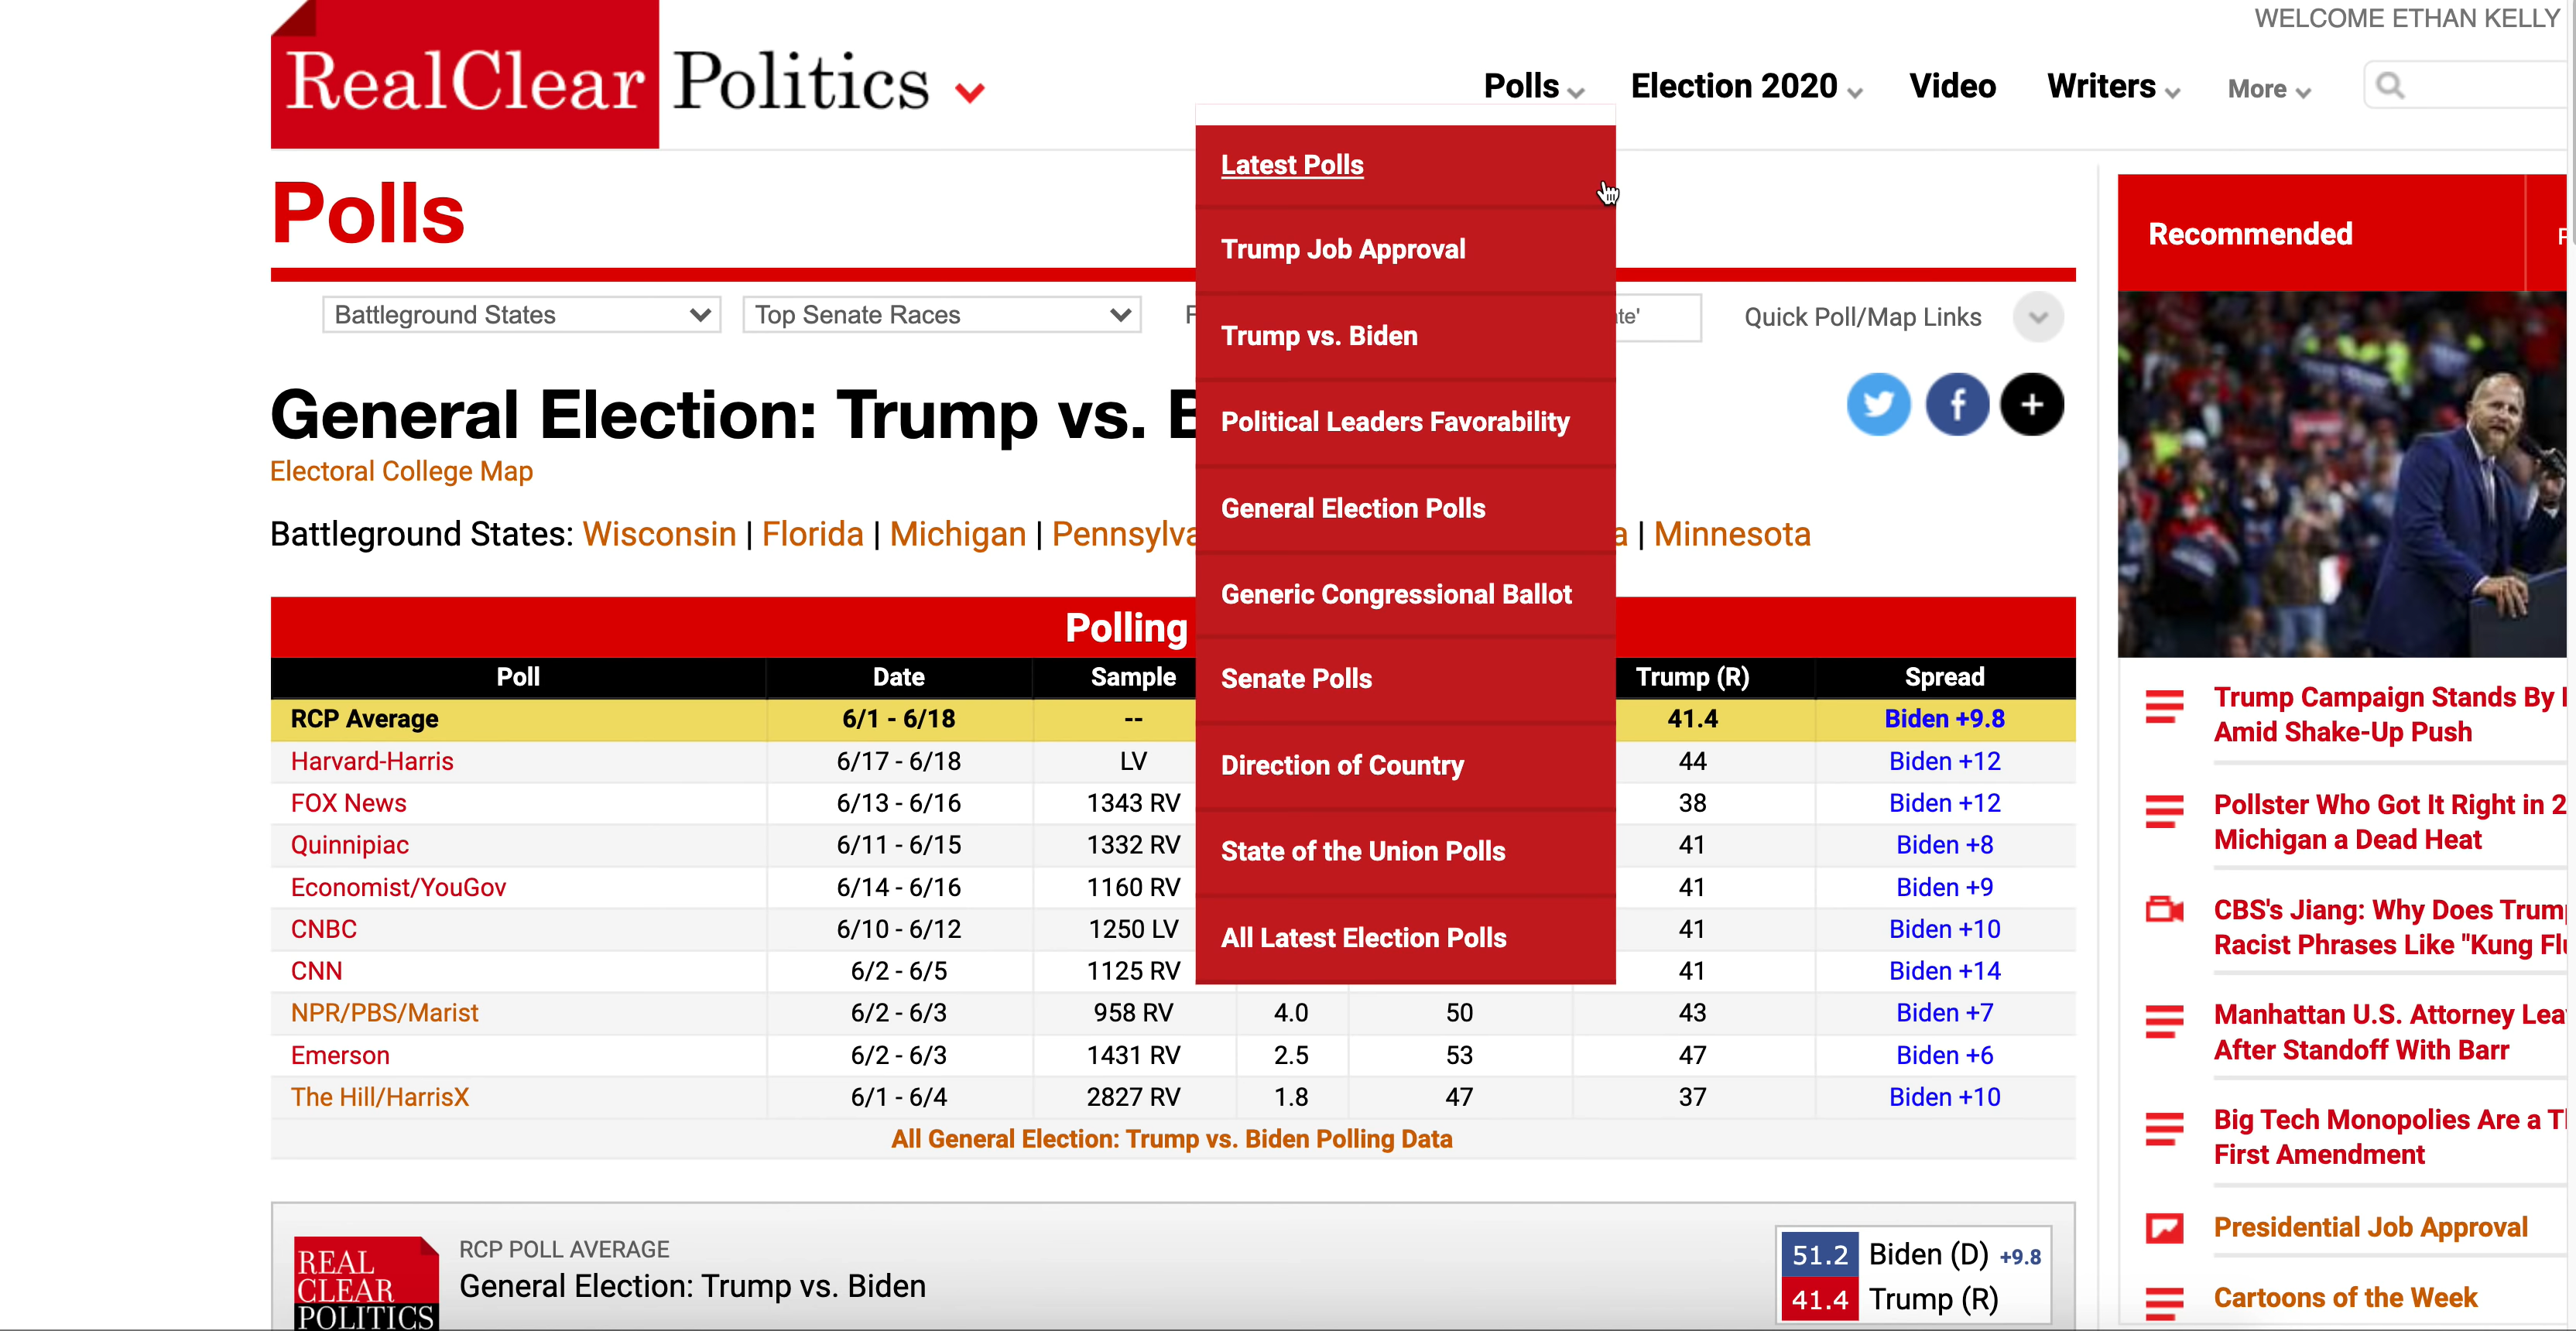 WELCOME ETHAN KELLY
RealClear Politics
Polls Election 2020 Video Writers More
Latest Polls
Trump Job Approval
Trump vs. Biden
Political Leaders Favorability
General Election Polls
Generic Congressional Ballot
Senate Polls
Direction of Country
State of the Union Polls
All Latest Election Polls
Polls
Battleground States Top Senate Races Quick Poll/Map Links
General Election: Trump vs.
Electoral College Map
Battleground States: Wisconsin | Florida | Michigan | | Minnesota
Polling
Poll Date Sample Trump (R) Spread
RCP Average 6/1 - 6/18 -- 41.4 Biden +9.8
Harvard-Harris 6/17 - 6/18 LV 44 Biden +12
FOX News 6/13 - 6/16 1343 RV 38 Biden +12
Quinnipiac 6/11 - 6/15 1332 RV 41 Biden +8
Economist/YouGov 6/14 - 6/16 1160 RV 41 Biden +9
CNBC 6/10 - 6/12 1250 LV 41 Biden +10
CNN 6/2 - 6/5 1125 RV 41 Biden +14
NPR/PBS/Marist 6/2 - 6/3 958 RV 4.0 50 43 Biden +7
Emerson 6/2 - 6/3 1431 RV 2.5 53 47 Biden +6
The Hill/HarrisX 6/1 - 6/4 2827 RV 1.8 47 37 Biden +10
All General Election: Trump vs. Biden Polling Data
REAL
CLEAR
POLITICS
RCP POLL AVERAGE
General Election: Trump vs. Biden
51.2 Biden (D) +9.8
41.4 Trump (R)
Recommended
Trump Campaign Stands By
Amid Shake-Up Push
Pollster Who Got It Right in
Michigan a Dead Heat
CBS's Jiang: Why Does
Racist Phrases Like "Kung
Manhattan U.S. Attorney
After Standoff With Barr
Big Tech Monopolies Are a
First Amendment
Presidential Job Approval
Cartoons of the Week